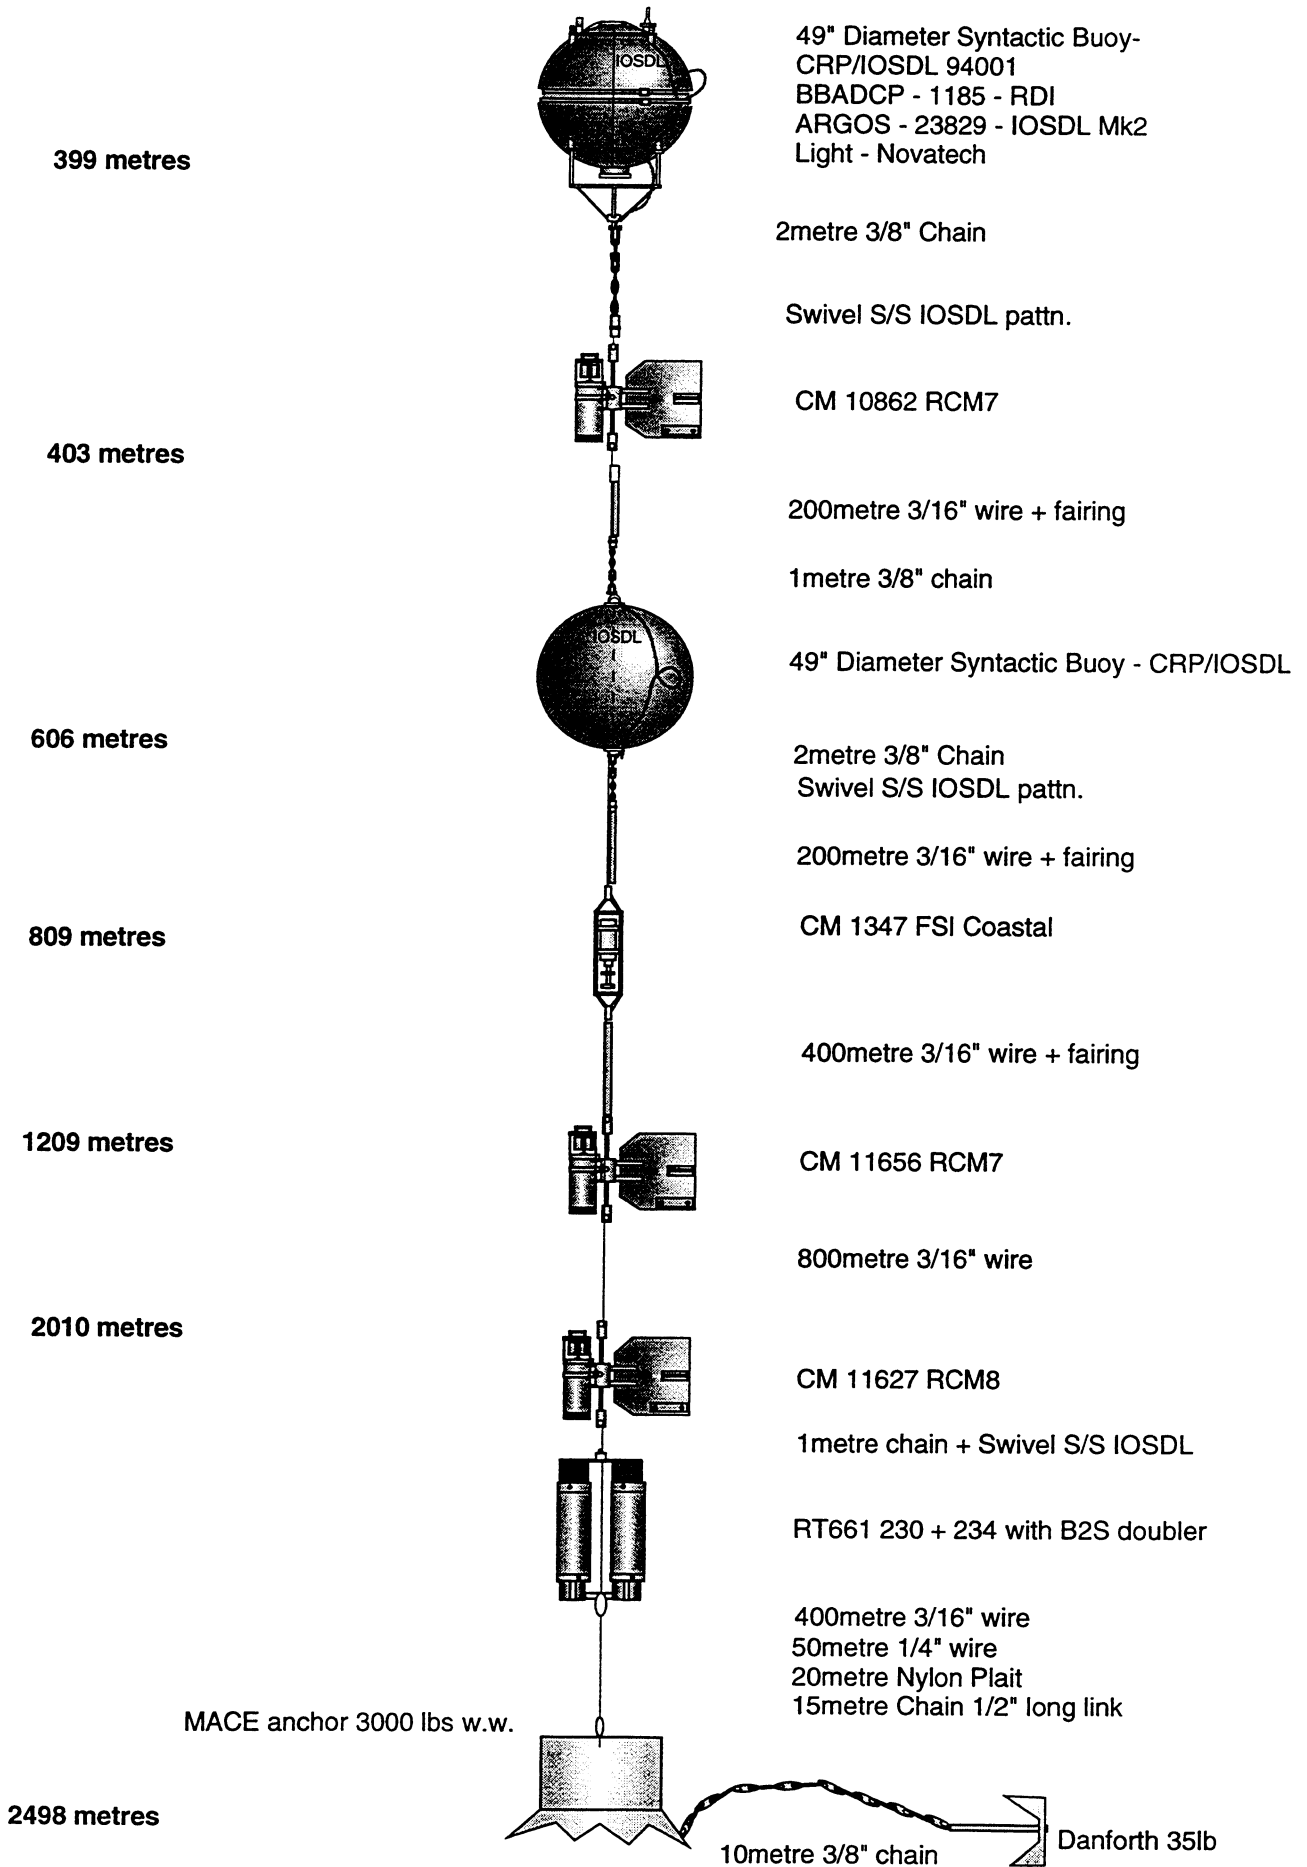 49" Diameter Syntactic Buoy-
CRP/IOSDL 94001
BBADCP - 1185 - RDI
ARGOS - 23829 - IOSDL Mk2
Light - Novatech
IOSDL
399 metres
2metre 3/8" Chain
Swivel S/S IOSDL pattn.
CM 10862 RCM7
403 metres
200metre 3/16" wire + fairing
1metre 3/8" chain
IOSDL
49" Diameter Syntactic Buoy - CRP/IOSDL
606 metres
2metre 3/8" Chain
Swivel S/S IOSDL pattn.
200metre 3/16" wire + fairing
809 metres
CM 1347 FSI Coastal
400metre 3/16" wire + fairing
1209 metres
CM 11656 RCM7
800metre 3/16" wire
2010 metres
CM 11627 RCM8
1metre chain + Swivel S/S IOSDL
RT661 230 + 234 with B2S doubler
400metre 3/16" wire
50metre 1/4" wire
20metre Nylon Plait
15metre Chain 1/2" long link
MACE anchor 3000 lbs w.w.
2498 metres
10metre 3/8" chain
Danforth 35lb